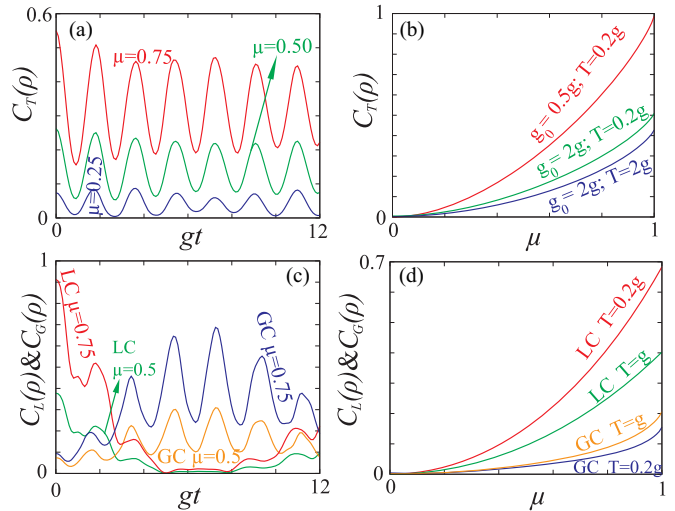 (a)
0.6
0
C_T(ρ)
μ=0.75
μ=0.50
μ=0.25
0
12
gt
(b)
1
0
C_T(ρ)
g₀ = 0.5g; T=0.2g
g₀ = 2g; T=0.2g
g₀ = 2g; T=2g
0
1
μ
(c)
1
0
C_L(ρ)&C_G(ρ)
LC μ=0.75
LC
μ=0.5
GC μ=0.75
GC μ=0.5
0
12
gt
(d)
0.7
0
C_L(ρ)&C_G(ρ)
LC T=0.2g
LC T=g
GC T=g
GC T=0.2g
0
1
μ